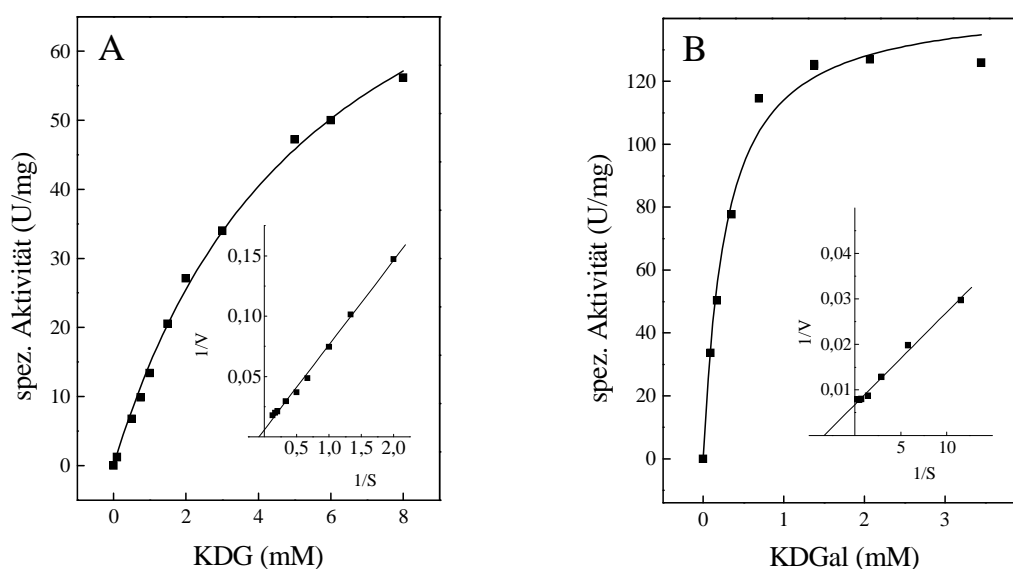 A
spez. Aktivität (U/mg)
60
50
40
30
20
10
0
0 2 4 6 8
KDG (mM)
1/V
0,15
0,10
0,05
0,5 1,0 1,5 2,0
1/S
B
spez. Aktivität (U/mg)
120
100
80
60
40
20
0
0 1 2 3
KDGal (mM)
1/V
0,04
0,03
0,02
0,01
5 10
1/S